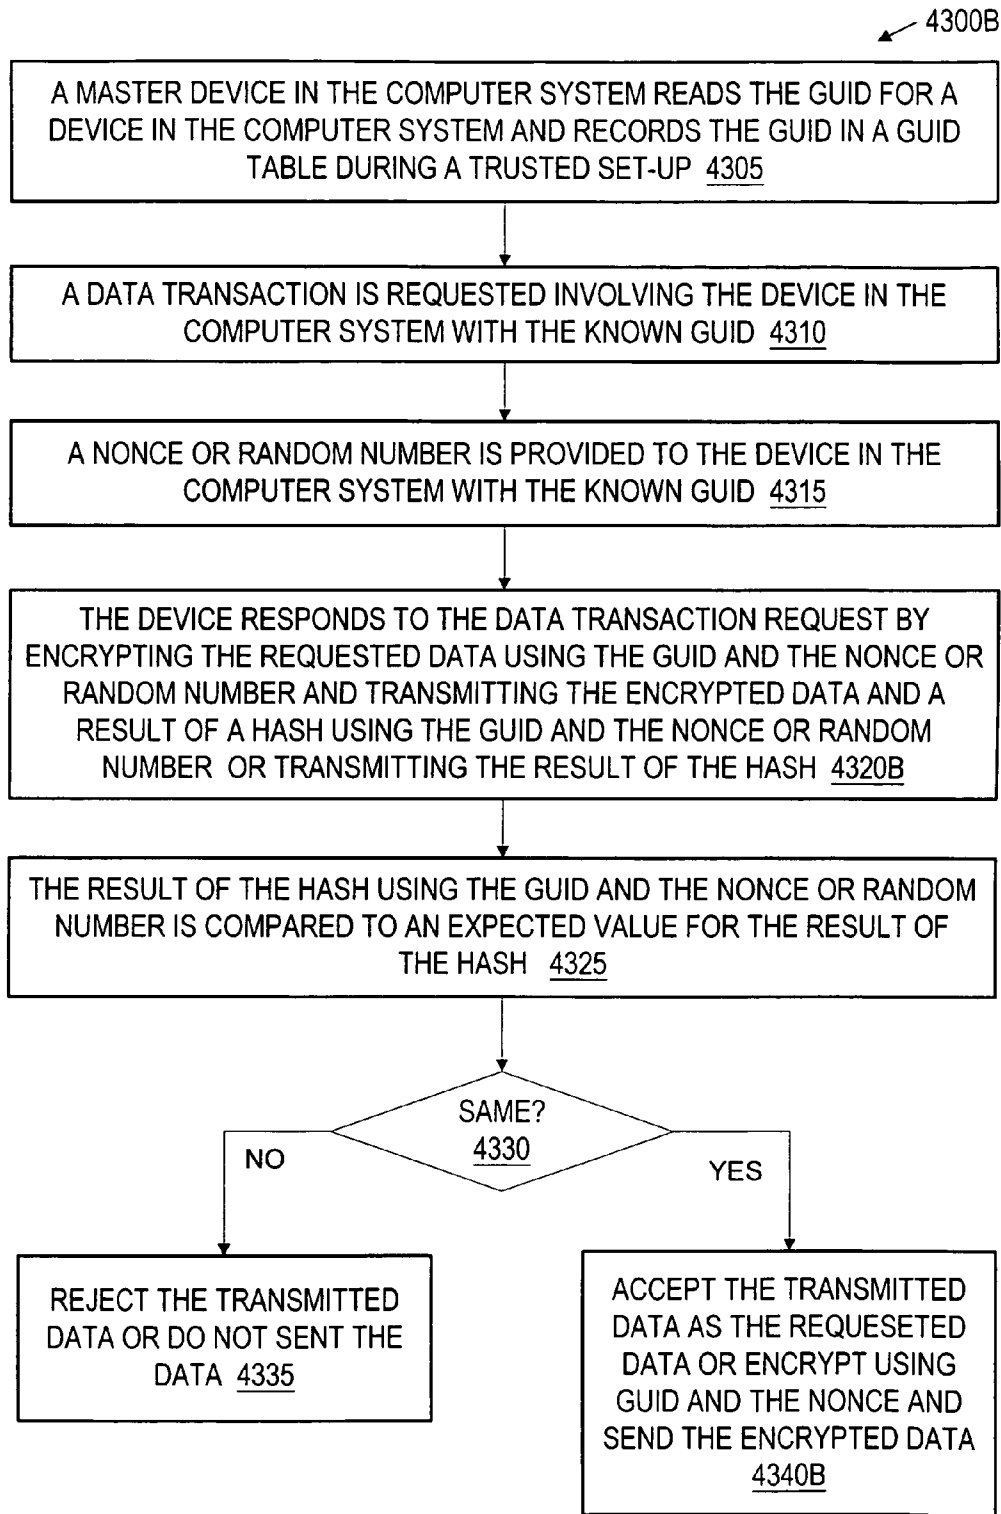 4300B
A MASTER DEVICE IN THE COMPUTER SYSTEM READS THE GUID FOR A
DEVICE IN THE COMPUTER SYSTEM AND RECORDS THE GUID IN A GUID
TABLE DURING A TRUSTED SET-UP 4305
A DATA TRANSACTION IS REQUESTED INVOLVING THE DEVICE IN THE
COMPUTER SYSTEM WITH THE KNOWN GUID 4310
A NONCE OR RANDOM NUMBER IS PROVIDED TO THE DEVICE IN THE
COMPUTER SYSTEM WITH THE KNOWN GUID 4315
THE DEVICE RESPONDS TO THE DATA TRANSACTION REQUEST BY
ENCRYPTING THE REQUESTED DATA USING THE GUID AND THE NONCE OR
RANDOM NUMBER AND TRANSMITTING THE ENCRYPTED DATA AND A
RESULT OF A HASH USING THE GUID AND THE NONCE OR RANDOM
NUMBER OR TRANSMITTING THE RESULT OF THE HASH 4320B
THE RESULT OF THE HASH USING THE GUID AND THE NONCE OR RANDOM
NUMBER IS COMPARED TO AN EXPECTED VALUE FOR THE RESULT OF
THE HASH 4325
SAME?
4330
NO
YES
REJECT THE TRANSMITTED
DATA OR DO NOT SENT THE
DATA 4335
ACCEPT THE TRANSMITTED
DATA AS THE REQUESETED
DATA OR ENCRYPT USING
GUID AND THE NONCE AND
SEND THE ENCRYPTED DATA
4340B